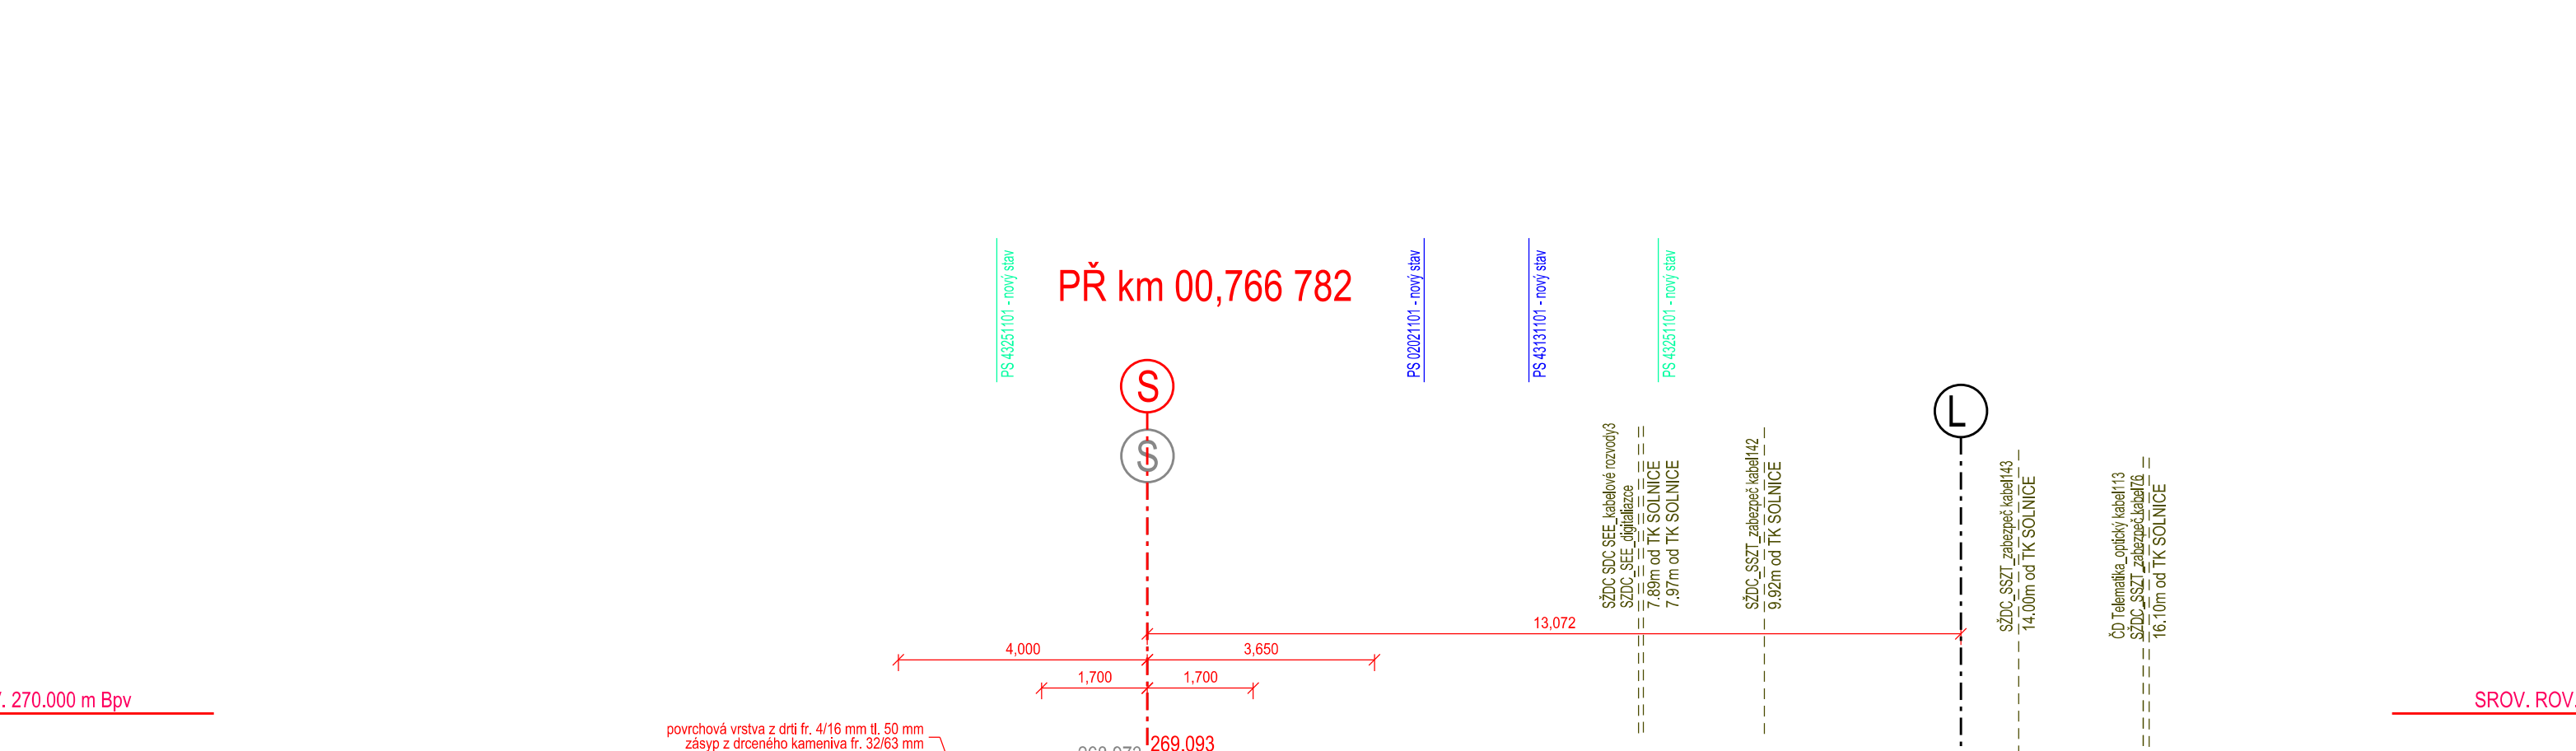 PS 43251101 - nový stav
PŘ km 00,766 782
PS 02021101 - nový stav
PS 43131101 - nový stav
PS 43251101 - nový stav
S
S
L
SŽDC SDC SEE_kabelové rozvody3
SŽDC_SEE_digitaliazce
7.89m od TK SOLNICE
7.97m od TK SOLNICE
SŽDC_SSZT_zabezpeč kabel142
9.92m od TK SOLNICE
SŽDC_SSZT_zabezpeč kabel143
14.00m od TK SOLNICE
ČD Telematika_optický kabel113
SŽDC_SSZT_zabezpeč kabel76
16.10m od TK SOLNICE
13,072
4,000
3,650
1,700
1,700
. 270.000 m Bpv
SROV. ROV.
povrchová vrstva z drti fr. 4/16 mm tl. 50 mm
zásyp z drceného kameniva fr. 32/63 mm
269.093